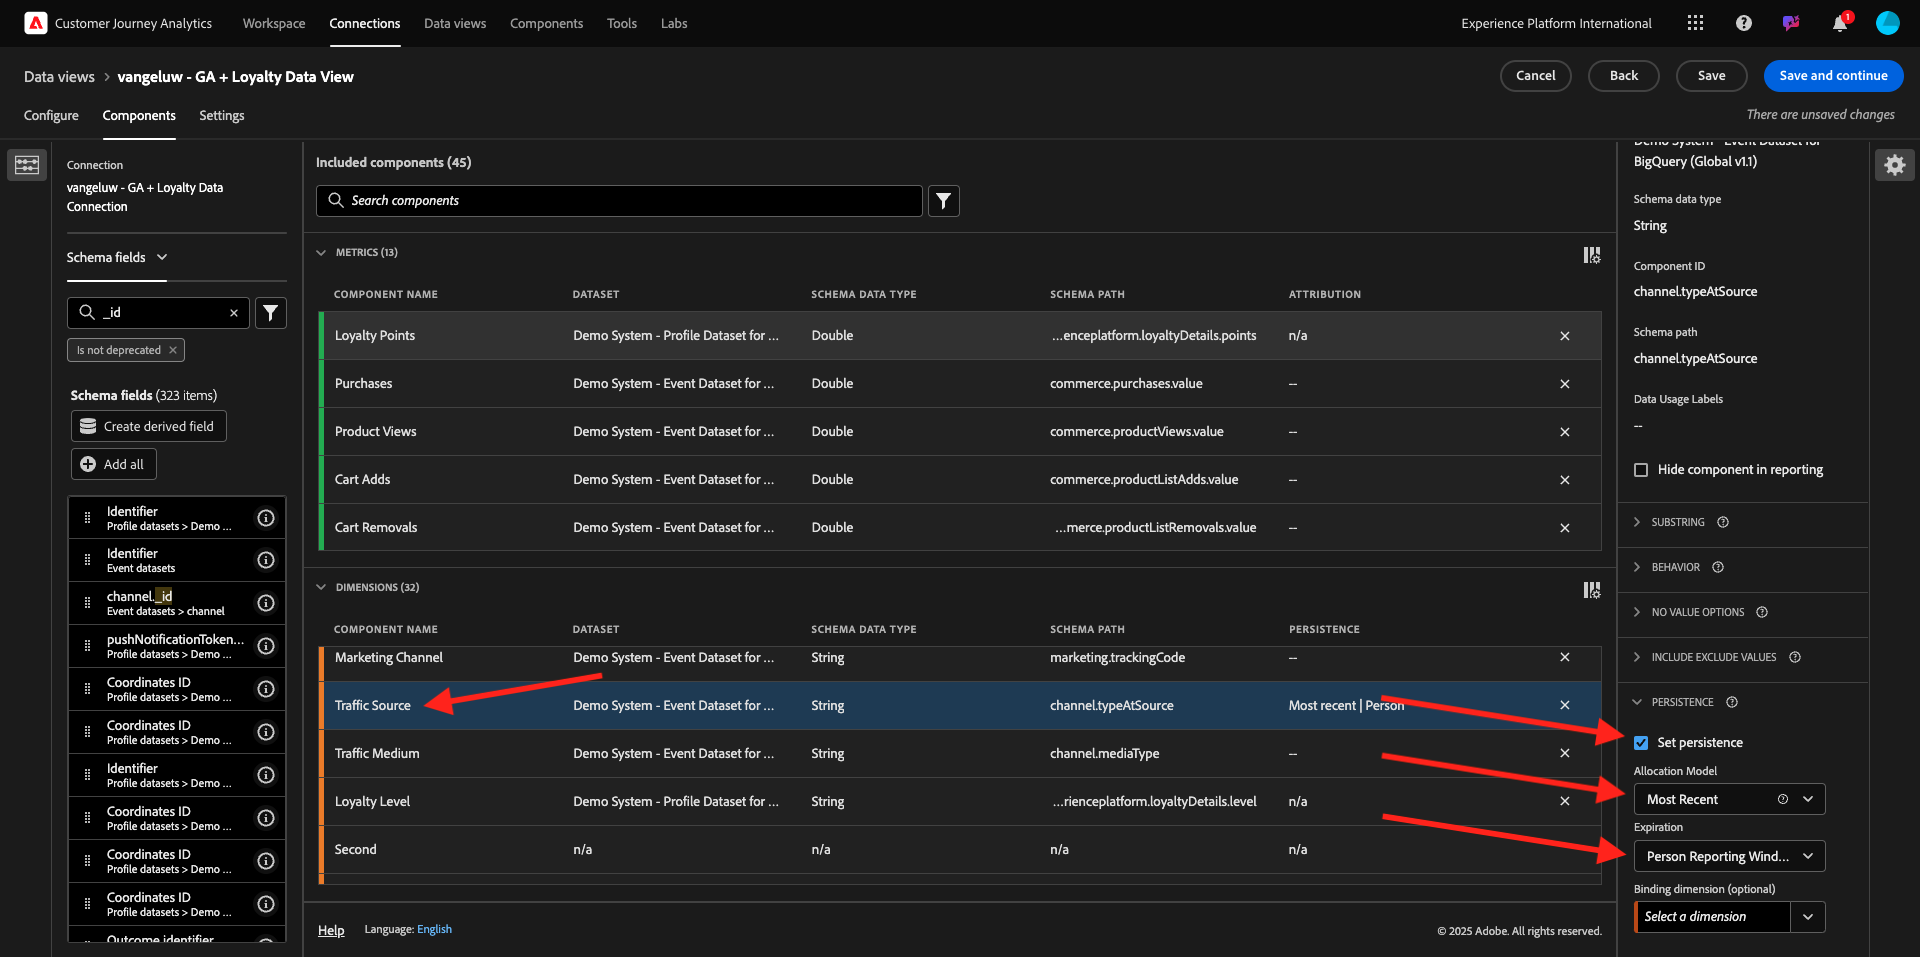 Customer Journey Analytics
Workspace
Connections
Data views
Components
Tools
Labs
Experience Platform International
1
Data views > vangeluw - GA + Loyalty Data View
Cancel
Back
Save
Save and continue
Configure
Components
Settings
There are unsaved changes
Connection
vangeluw - GA + Loyalty Data
Connection
Schema fields
_id
Is not deprecated
Schema fields (323 items)
Create derived field
Add all
Identifier
Profile datasets > Demo ...
Identifier
Event datasets
channel._id
Event datasets > channel
pushNotificationToken...
Profile datasets > Demo ...
Coordinates ID
Profile datasets > Demo ...
Coordinates ID
Profile datasets > Demo ...
Identifier
Profile datasets > Demo ...
Coordinates ID
Profile datasets > Demo ...
Coordinates ID
Profile datasets > Demo ...
Coordinates ID
Profile datasets > Demo ...
Outcome identifier
Included components (45)
Search components
METRICS (13)
COMPONENT NAME DATASET SCHEMA DATA TYPE SCHEMA PATH ATTRIBUTION
Loyalty Points Demo System - Profile Dataset for ... Double ...enceplatform.loyaltyDetails.points n/a
Purchases Demo System - Event Dataset for ... Double commerce.purchases.value --
Product Views Demo System - Event Dataset for ... Double commerce.productViews.value --
Cart Adds Demo System - Event Dataset for ... Double commerce.productListAdds.value --
Cart Removals Demo System - Event Dataset for ... Double ...merce.productListRemovals.value --
DIMENSIONS (32)
COMPONENT NAME DATASET SCHEMA DATA TYPE SCHEMA PATH PERSISTENCE
Marketing Channel Demo System - Event Dataset for ... String marketing.trackingCode --
Traffic Source Demo System - Event Dataset for ... String channel.typeAtSource Most recent | Person
Traffic Medium Demo System - Event Dataset for ... String channel.mediaType --
Loyalty Level Demo System - Profile Dataset for ... String ...rienceplatform.loyaltyDetails.level n/a
Second n/a n/a n/a n/a
Help
Language: English
© 2025 Adobe. All rights reserved.
Demo System - Event Dataset for
BigQuery (Global v1.1)
Schema data type
String
Component ID
channel.typeAtSource
Schema path
channel.typeAtSource
Data Usage Labels
--
Hide component in reporting
SUBSTRING
BEHAVIOR
NO VALUE OPTIONS
INCLUDE EXCLUDE VALUES
PERSISTENCE
Set persistence
Allocation Model
Most Recent
Expiration
Person Reporting Wind...
Binding dimension (optional)
Select a dimension